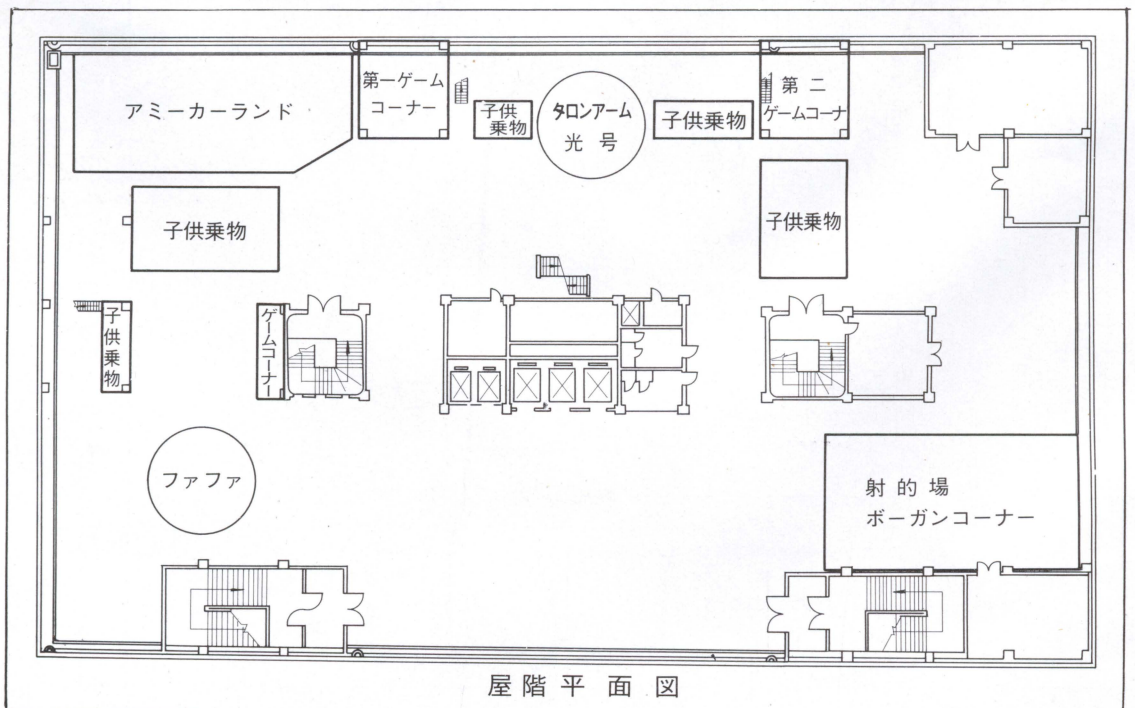 アミーカーランド
第一ゲーム
コーナー
子供
乗物
タロンアーム
光号
子供乗物
第二
ゲームコーナ
子供乗物
子供乗物
子供乗物
ゲームコーナー
ファファ
射的場
ボーガンコーナー
屋階平面図